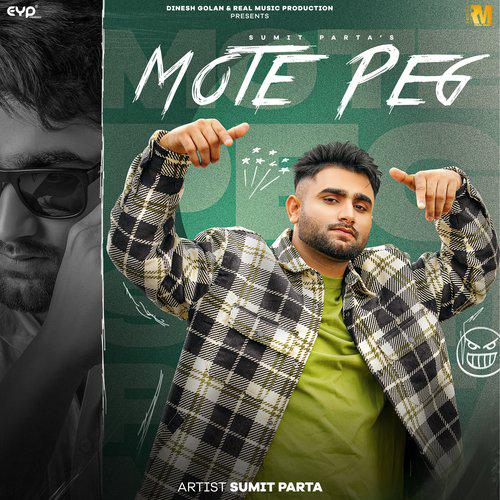 EYP
DINESH GOLAN & REAL MUSIC PRODUCTION
PRESENTS
RM
SUMIT PARTA'S
MOTE PEG
ARTIST SUMIT PARTA